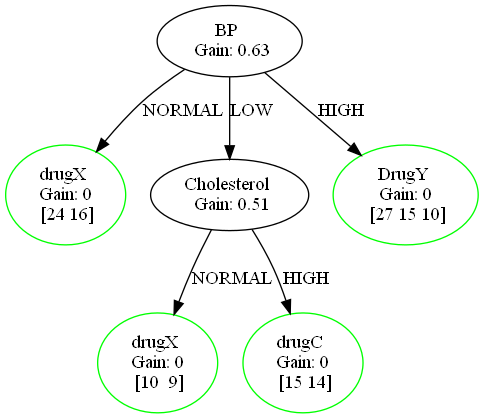 BP
Gain: 0.63
NORMAL
LOW
HIGH
drugX
Gain: 0
[24 16]
Cholesterol
Gain: 0.51
DrugY
Gain: 0
[27 15 10]
NORMAL
HIGH
drugX
Gain: 0
[10  9]
drugC
Gain: 0
[15 14]